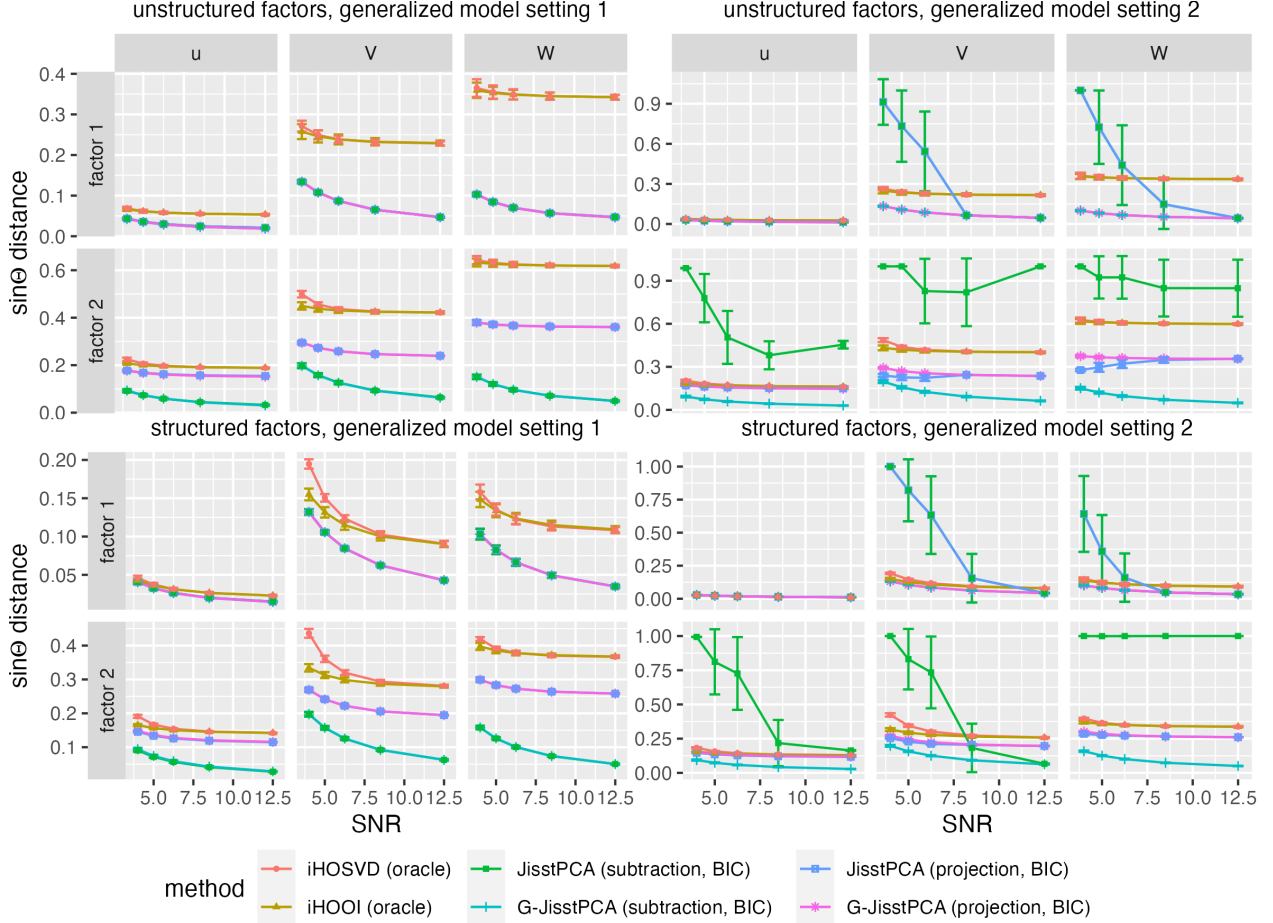 unstructured factors, generalized model setting 1
unstructured factors, generalized model setting 2
u V W
u V W
0.4
0.3
0.2
0.1
0.0
factor 1
0.9
0.6
0.3
0.0
sinΘ distance
0.6
0.4
0.2
0.0
factor 2
0.9
0.6
0.3
0.0
structured factors, generalized model setting 1
structured factors, generalized model setting 2
0.20
0.15
0.10
0.05
factor 1
1.00
0.75
0.50
0.25
0.00
sinΘ distance
0.4
0.3
0.2
0.1
factor 2
1.00
0.75
0.50
0.25
0.00
5.0 7.5 10.0 12.5 5.0 7.5 10.0 12.5 5.0 7.5 10.0 12.5
5.0 7.5 10.0 12.5 5.0 7.5 10.0 12.5 5.0 7.5 10.0 12.5
SNR
SNR
method
iHOSVD (oracle)
JisstPCA (subtraction, BIC)
JisstPCA (projection, BIC)
iHOOI (oracle)
G-JisstPCA (subtraction, BIC)
G-JisstPCA (projection, BIC)